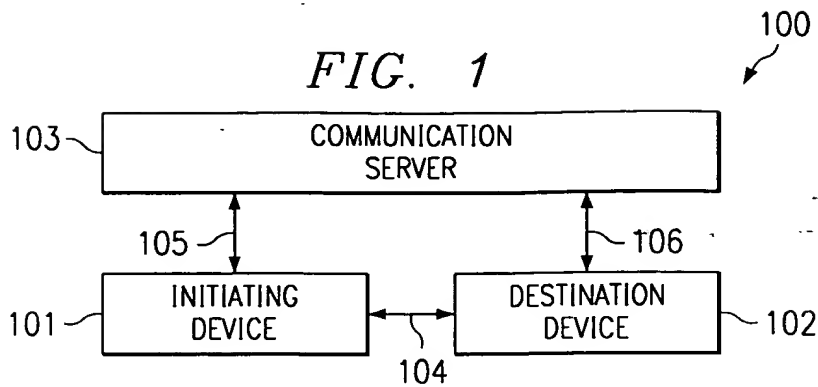 100
FIG. 1
103
COMMUNICATION
SERVER
105
106
101
INITIATING
DEVICE
DESTINATION
DEVICE
102
104